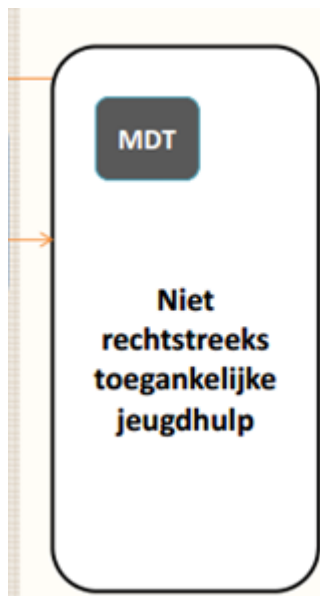 MDT
Niet
rechtstreeks
toegankelijke
jeugdhulp